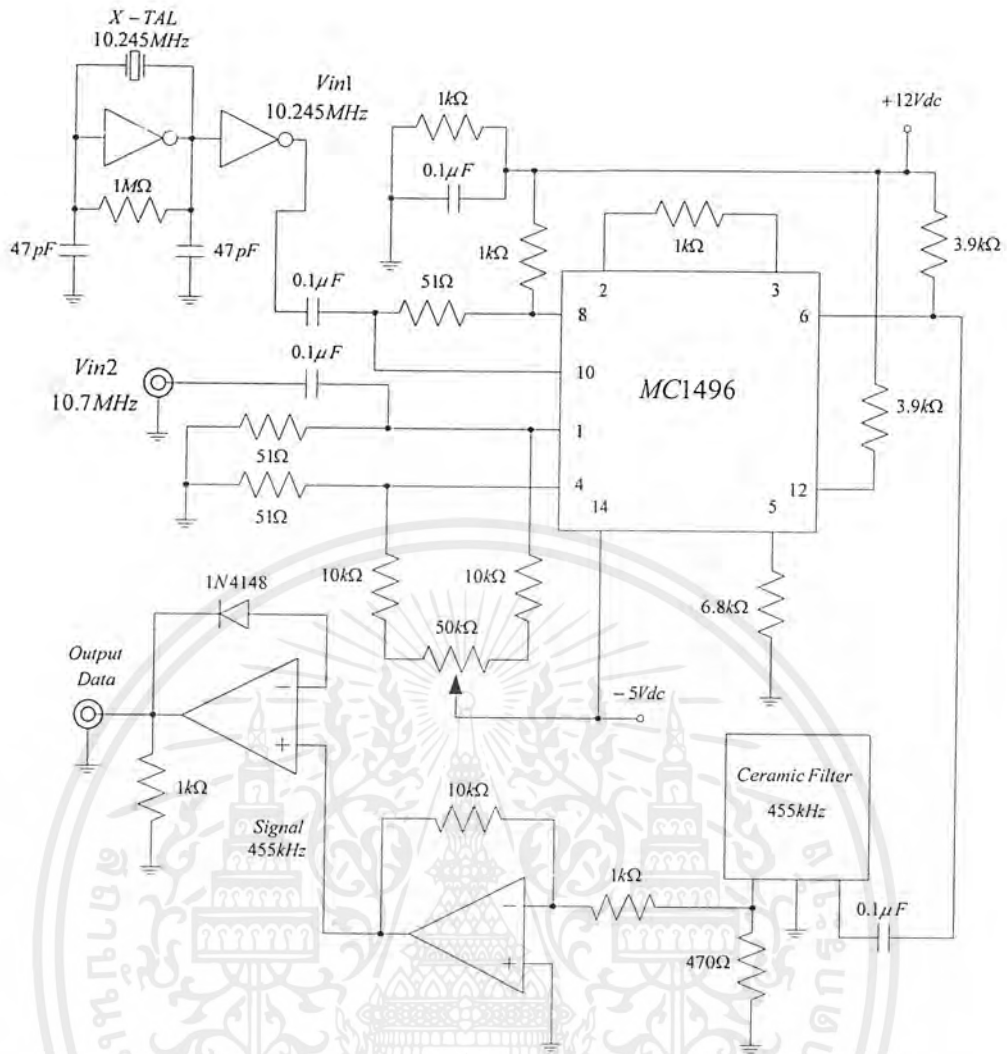 X-TAL
10.245MHz
Vin1
10.245MHz
1MΩ
47pF
47pF
1kΩ
0.1μF
+12Vdc
1kΩ
1kΩ
3.9kΩ
0.1μF
51Ω
2
3
8
6
0.1μF
10
Vin2
10.7MHz
MC1496
3.9kΩ
1
51Ω
4
12
51Ω
14
5
10kΩ
10kΩ
1N4148
6.8kΩ
50kΩ
Output
Data
-
-5Vdc
+
Ceramic Filter
455kHz
1kΩ
10kΩ
Signal
455kHz
1kΩ
0.1μF
-
470Ω
+